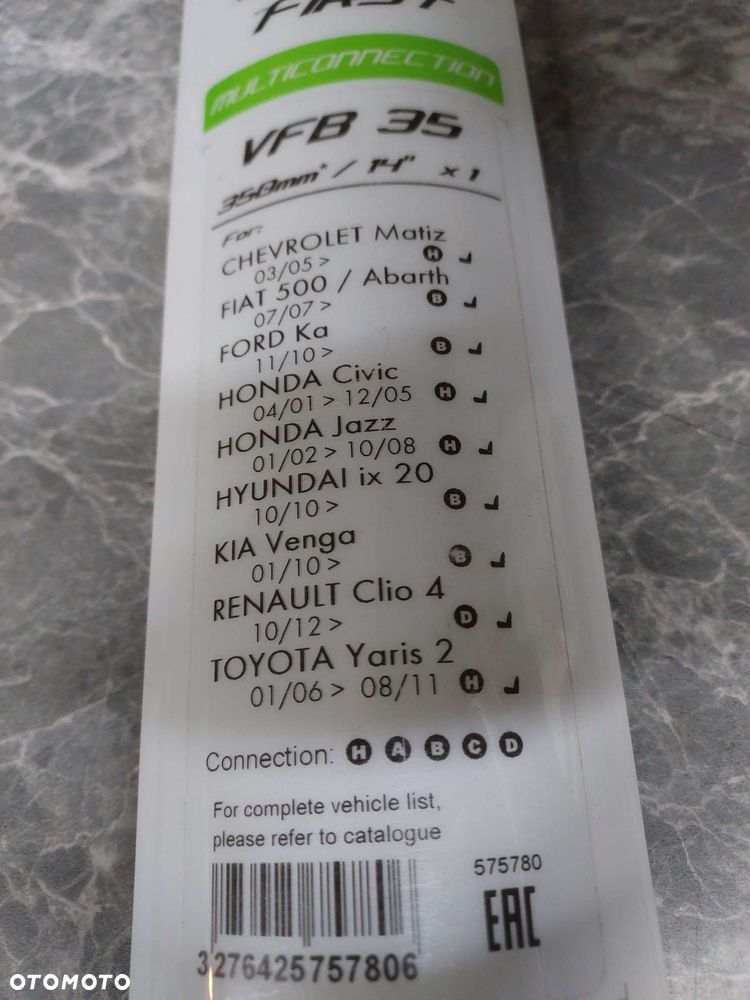 FIRST
MULTICONNECTION
VFB 35
350mm* / 14" x 1
For:
CHEVROLET Matiz
03/05 > H
FIAT 500 / Abarth
07/07 > B
FORD Ka
11/10 > B
HONDA Civic
04/01 > 12/05 H
HONDA Jazz
01/02 > 10/08 H
HYUNDAI ix 20
10/10 > B
KIA Venga
01/10 > B
RENAULT Clio 4
10/12 > D
TOYOTA Yaris 2
01/06 > 08/11 H
Connection: H A B C D
For complete vehicle list,
please refer to catalogue
575780
EAC
3276425757806
OTOMOTO